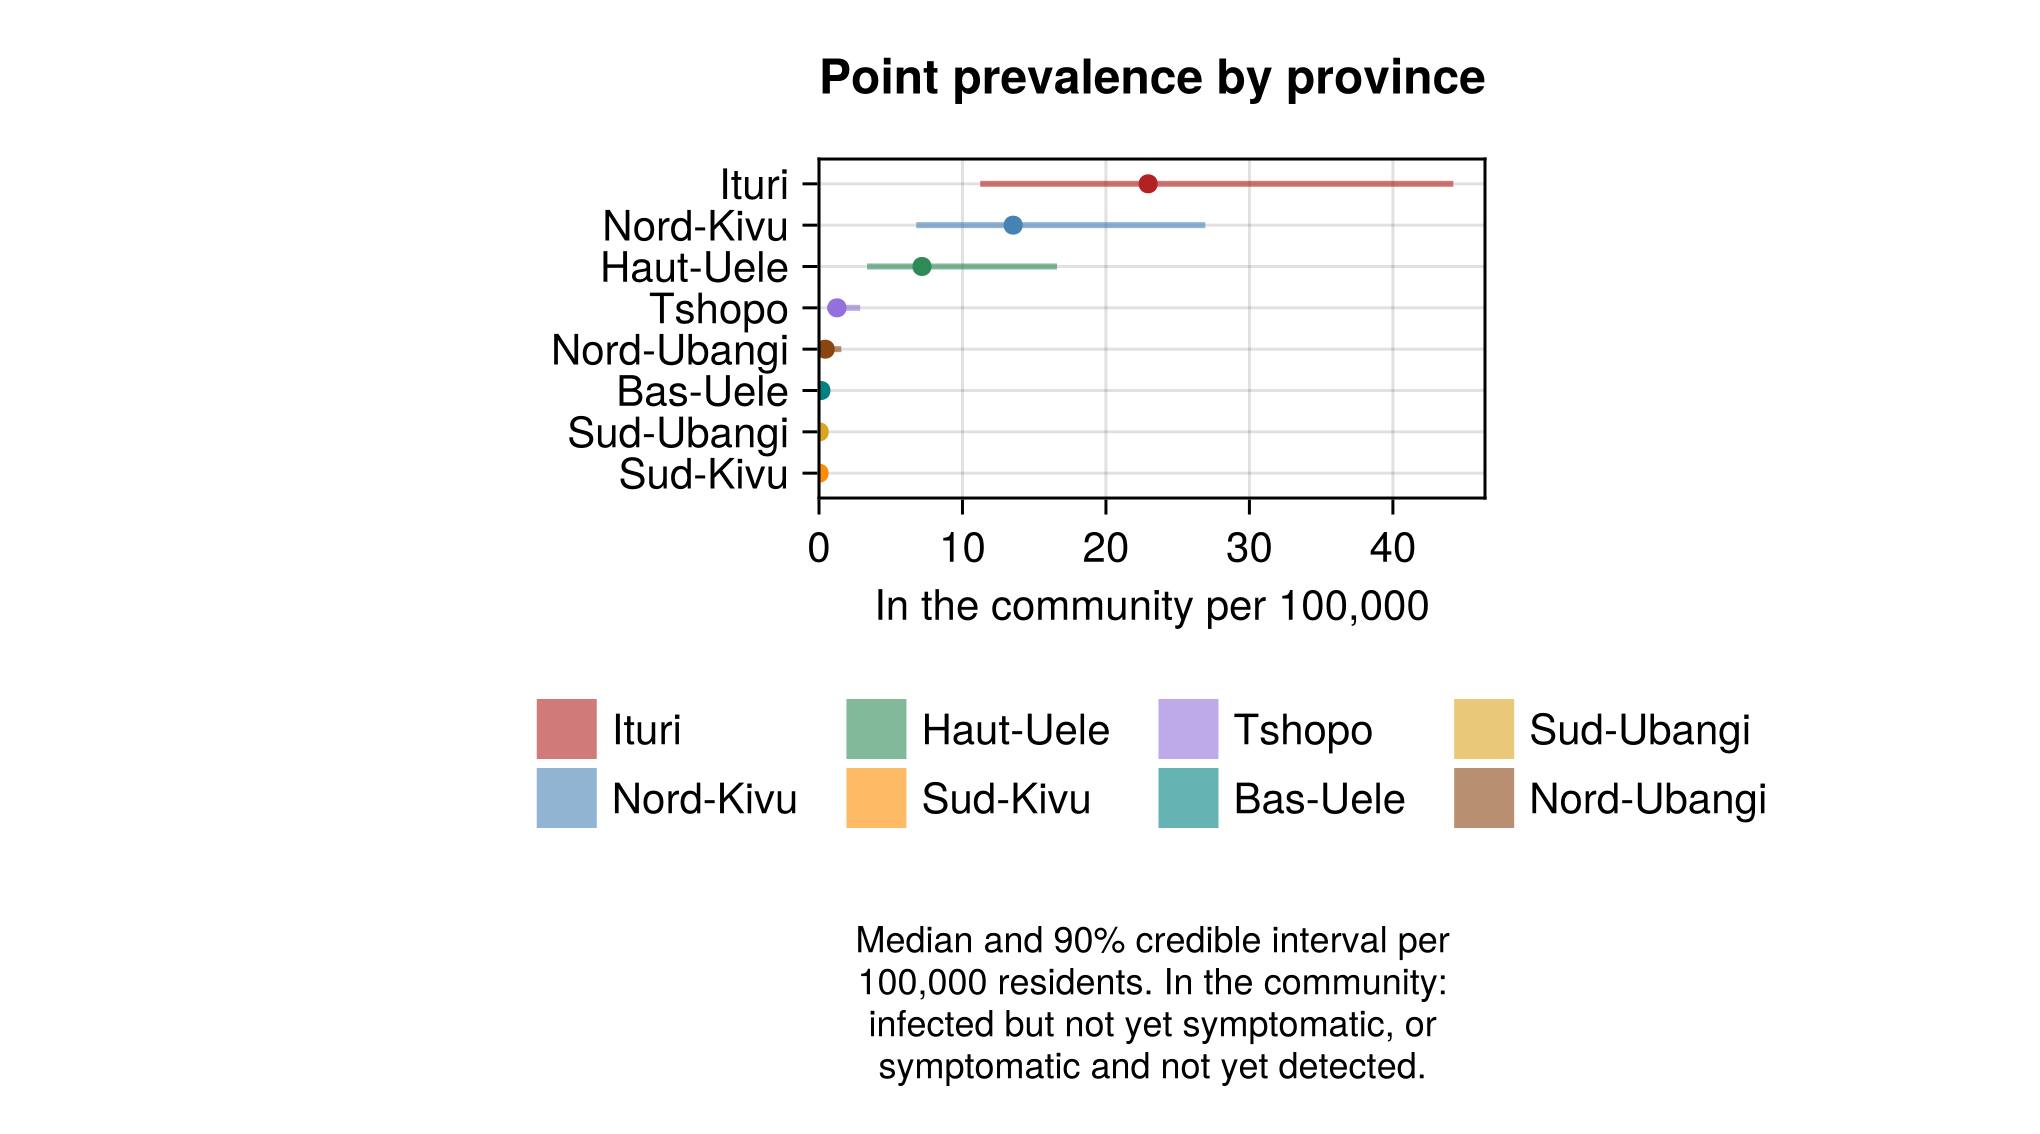 Point prevalence by province
Ituri
Nord-Kivu
Haut-Uele
Tshopo
Nord-Ubangi
Bas-Uele
Sud-Ubangi
Sud-Kivu
0 10 20 30 40
In the community per 100,000
Ituri Haut-Uele Tshopo Sud-Ubangi
Nord-Kivu Sud-Kivu Bas-Uele Nord-Ubangi
Median and 90% credible interval per
100,000 residents. In the community:
infected but not yet symptomatic, or
symptomatic and not yet detected.